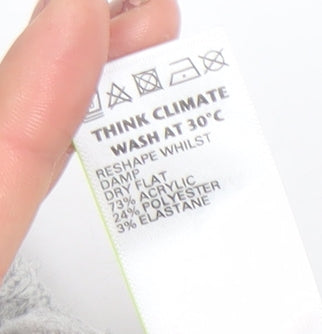 THINK CLIMATE
WASH AT 30°C
RESHAPE WHILST
DAMP
DRY FLAT
73% ACRYLIC
24% POLYESTER
3% ELASTANE